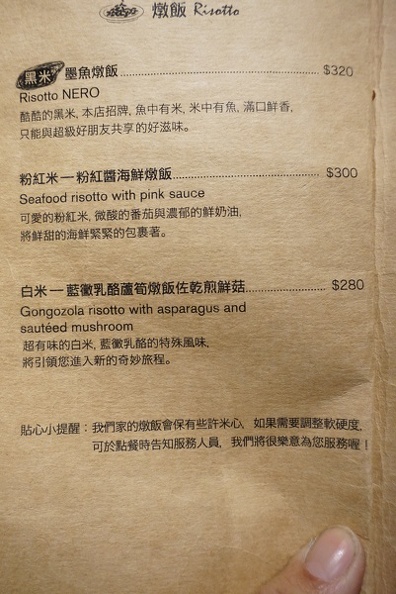 燉飯 Risotto
黑米 墨魚燉飯 $320
Risotto NERO
酷酷的黑米, 本店招牌, 魚中有米, 米中有魚, 滿口鮮香,
只能與超級好朋友共享的好滋味。
粉紅米—粉紅醬海鮮燉飯 $300
Seafood risotto with pink sauce
可愛的粉紅米, 微酸的番茄與濃郁的鮮奶油,
將鮮甜的海鮮緊緊的包裹著。
白米—藍黴乳酪蘆筍燉飯佐乾煎鮮菇 $280
Gongozola risotto with asparagus and
sautéed mushroom
超有味的白米, 藍黴乳酪的特殊風味,
將引領您進入新的奇妙旅程。
貼心小提醒：我們家的燉飯會保有些許米心, 如果需要調整軟硬度,
可於點餐時告知服務人員, 我們將很樂意為您服務喔！